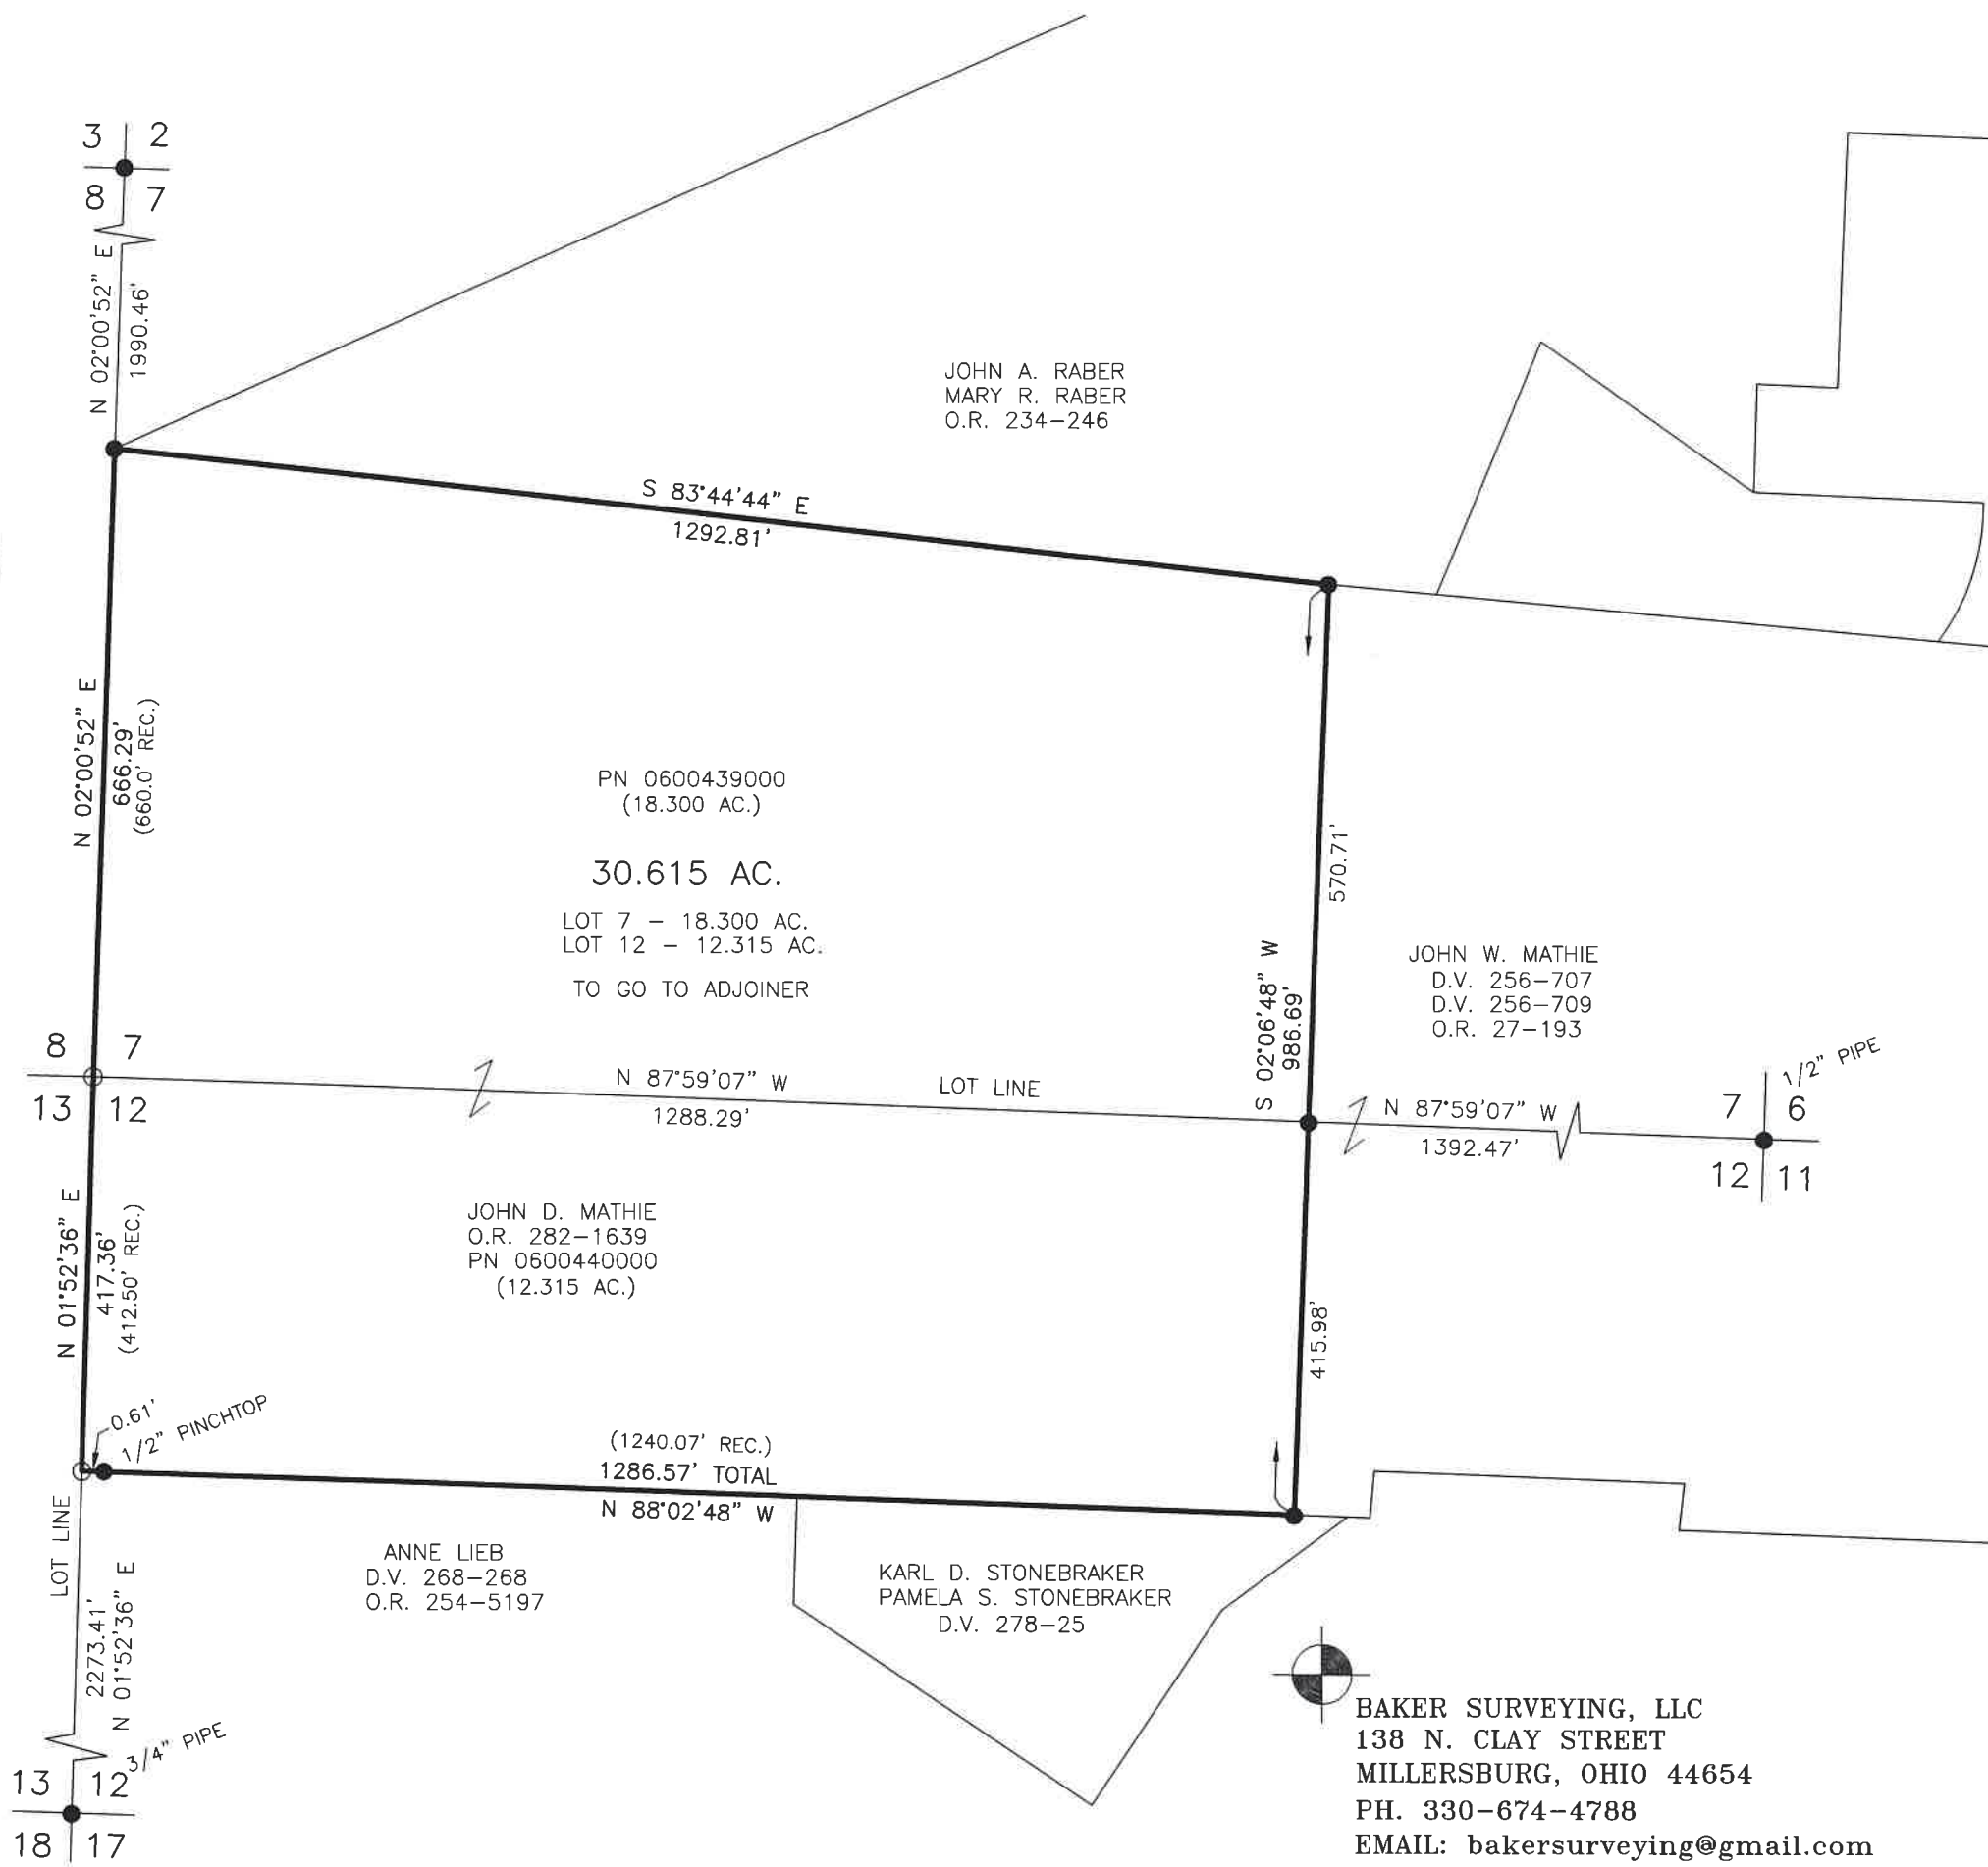 3 2
8 7
N 02°00'52" E
1990.46'
JOHN A. RABER
MARY R. RABER
O.R. 234-246
S 83°44'44" E
1292.81'
N 02°00'52" E
666.29'
(660.0' REC.)
PN 0600439000
(18.300 AC.)
30.615 AC.
LOT 7 - 18.300 AC.
LOT 12 - 12.315 AC.
TO GO TO ADJOINER
570.71'
S 02°06'48" W
986.69'
JOHN W. MATHIE
D.V. 256-707
D.V. 256-709
O.R. 27-193
8 7
13 12
N 87°59'07" W
LOT LINE
1288.29'
N 87°59'07" W
1392.47'
1/2" PIPE
7 6
12 11
N 01°52'36" E
417.36'
(412.50' REC.)
JOHN D. MATHIE
O.R. 282-1639
PN 0600440000
(12.315 AC.)
415.98'
0.61'
1/2" PINCHTOP
(1240.07' REC.)
1286.57' TOTAL
N 88°02'48" W
LOT LINE
2273.41'
N 01°52'36" E
ANNE LIEB
D.V. 268-268
O.R. 254-5197
KARL D. STONEBRAKER
PAMELA S. STONEBRAKER
D.V. 278-25
3/4" PIPE
13 12
18 17
BAKER SURVEYING, LLC
138 N. CLAY STREET
MILLERSBURG, OHIO 44654
PH. 330-674-4788
EMAIL: bakersurveying@gmail.com